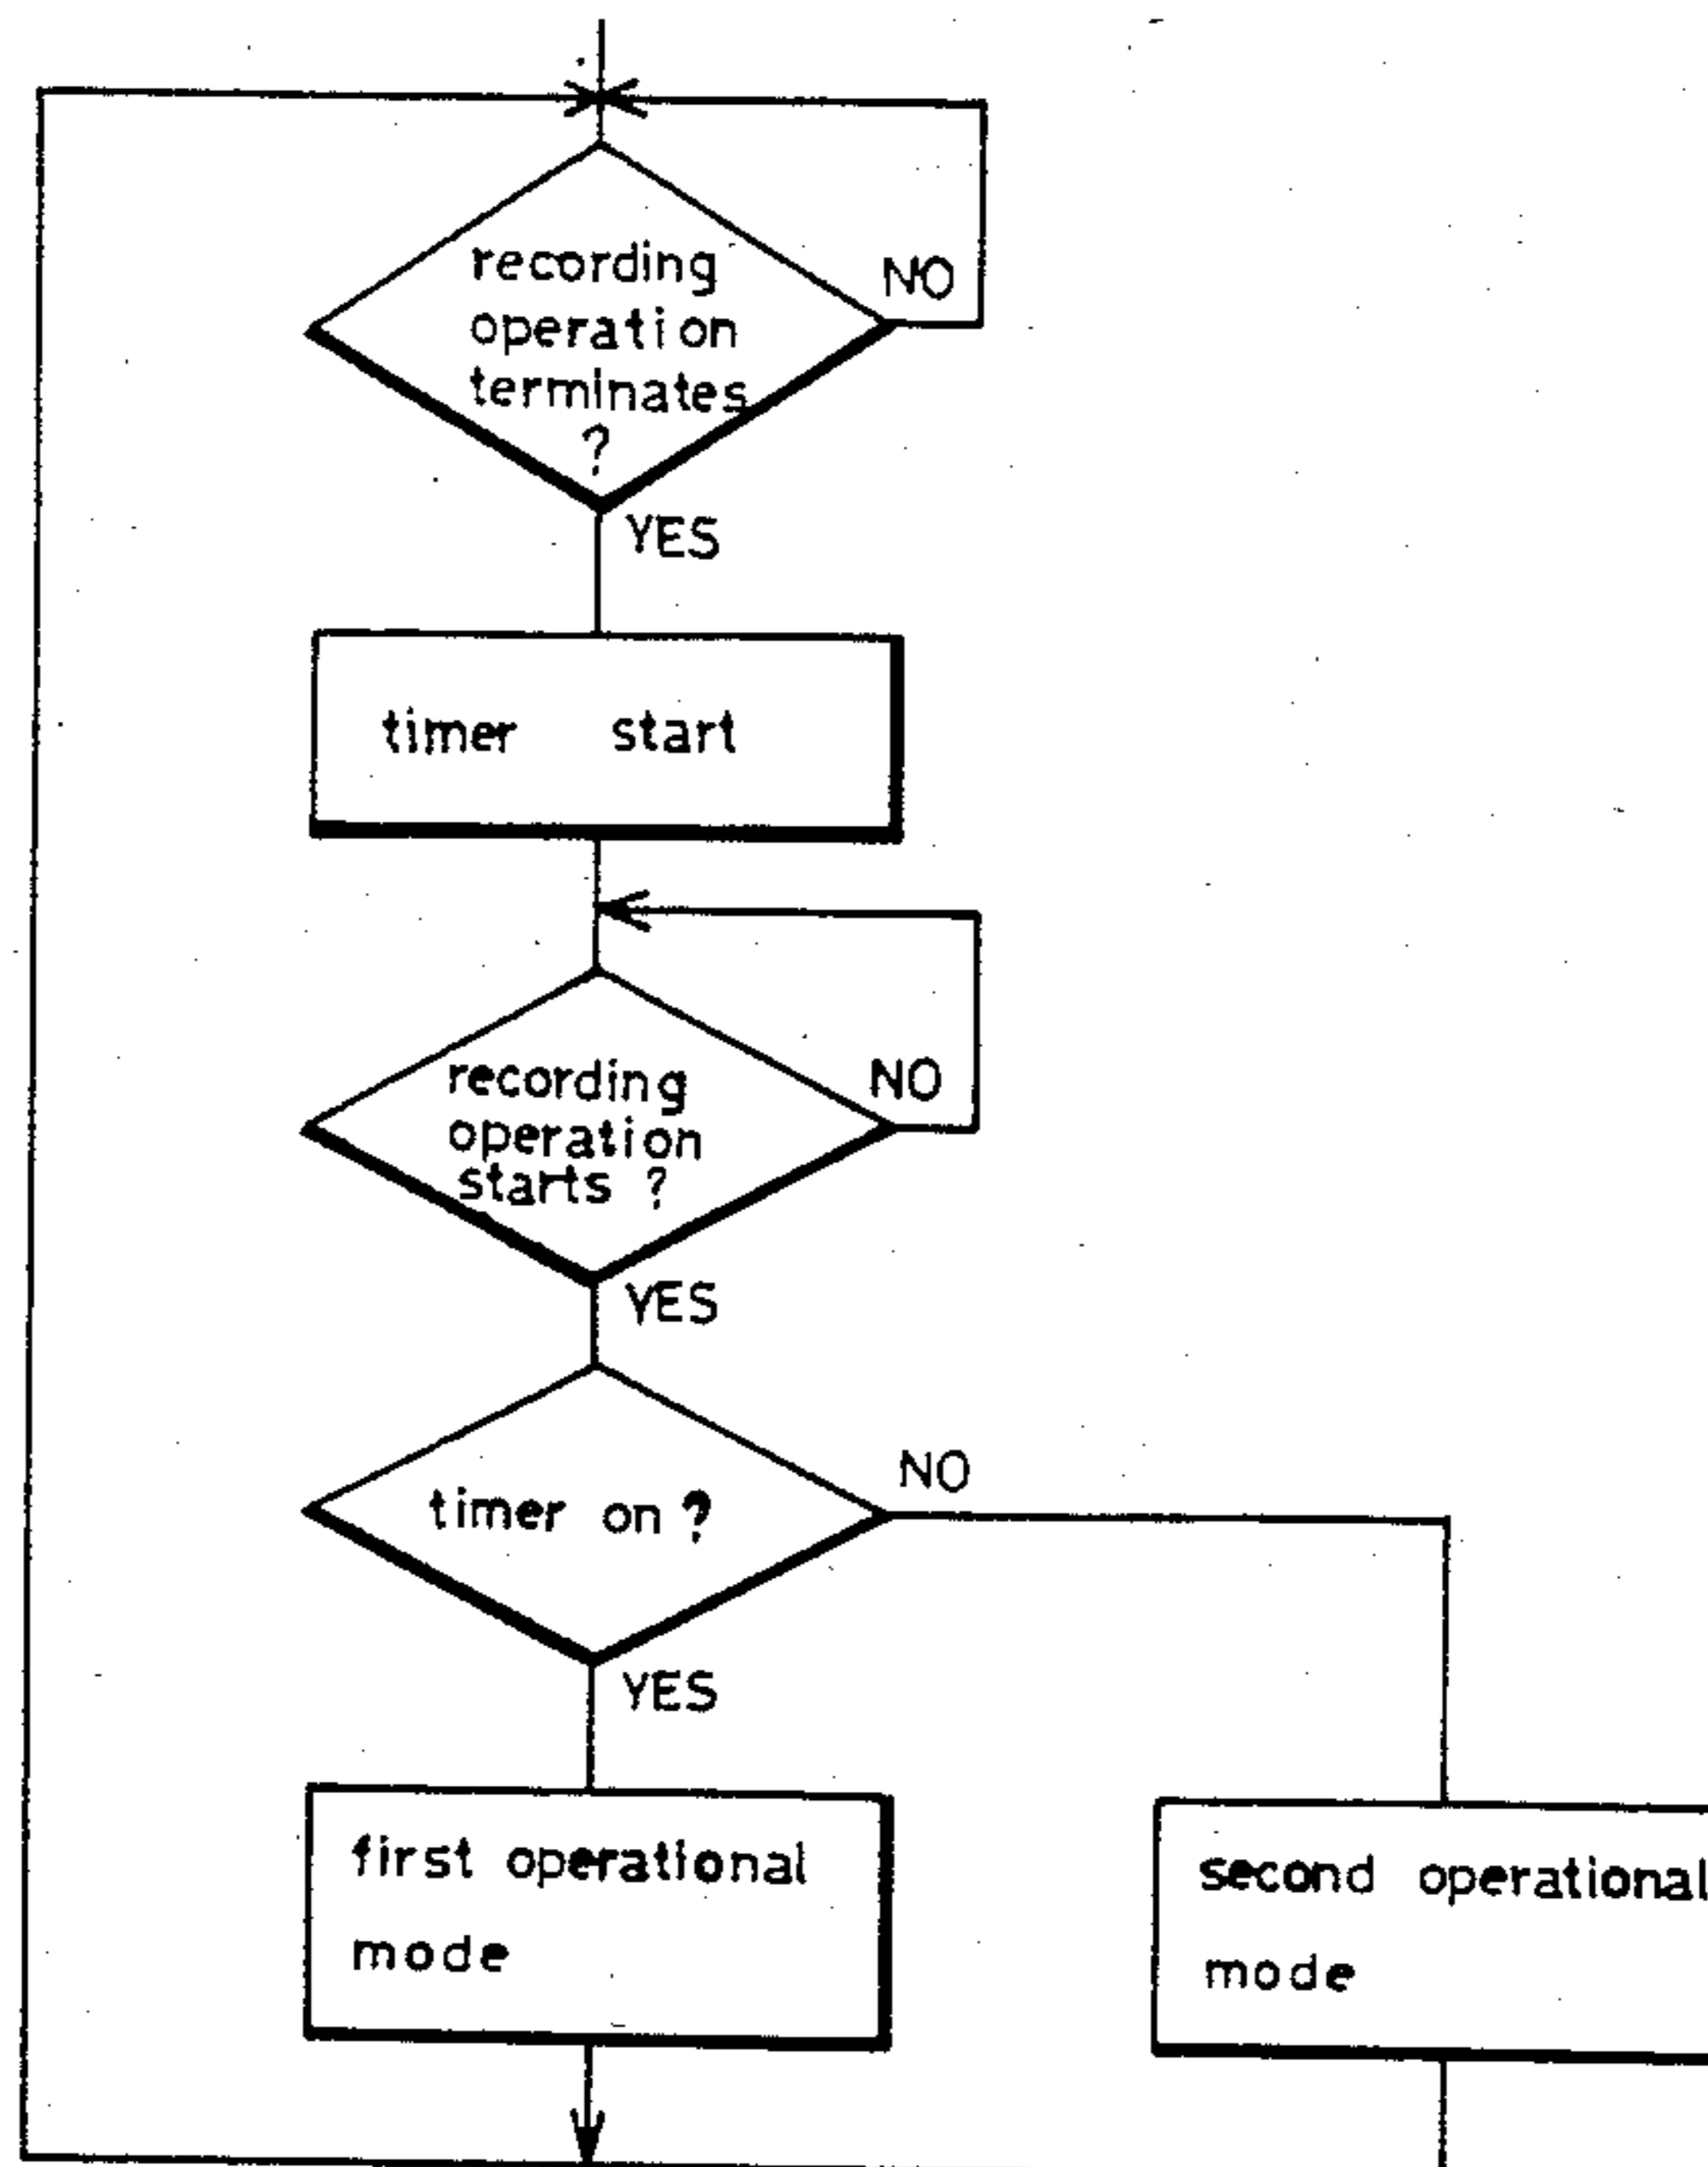 recording
operation
terminates
?
NO
YES
timer start
recording
operation
starts ?
NO
YES
timer on ?
NO
YES
first operational
mode
second operational
mode